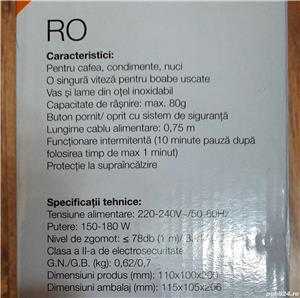 RO
Caracteristici:
Pentru cafea, condimente, nuci
O singură viteză pentru boabe uscate
Vas și lame din oțel inoxidabil
Capacitate de râșnire: max. 80g
Buton pornit/ oprit cu sistem de siguranță
Lungime cablu alimentare: 0,75 m
Funcționare intermitentă (10 minute pauză după
folosirea timp de max 1 minut)
Protecție la supraîncălzire
Specificații tehnice:
Tensiune alimentare: 220-240V~/50-60Hz
Putere: 150-180 W
Nivel de zgomot: ≤ 78db (1 m)/
Clasa a II-a de electrosecuritate
G.N./G.B. (kg): 0,62/0,7
Dimensiuni produs (mm): 110x100x200
Dimensiuni ambalaj (mm): 115x105x206
publi24.ro